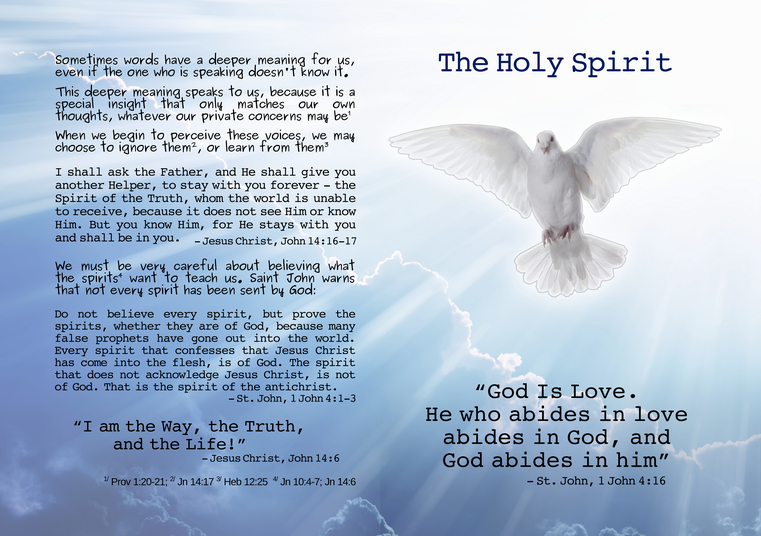 Sometimes words have a deeper meaning for us,
even if the one who is speaking doesn't know it.
This deeper meaning speaks to us, because it is a
special insight that only matches our own
thoughts, whatever our private concerns may be¹
When we begin to perceive these voices, we may
choose to ignore them², or learn from them³
I shall ask the Father, and He shall give you
another Helper, to stay with you forever – the
Spirit of the Truth, whom the world is unable
to receive, because it does not see Him or know
Him. But you know Him, for He stays with you
and shall be in you. – Jesus Christ, John 14:16-17
We must be very careful about believing what
the spirits⁴ want to teach us. Saint John warns
that not every spirit has been sent by God:
Do not believe every spirit, but prove the
spirits, whether they are of God, because many
false prophets have gone out into the world.
Every spirit that confesses that Jesus Christ
has come into the flesh, is of God. The spirit
that does not acknowledge Jesus Christ, is not
of God. That is the spirit of the antichrist.
– St. John, 1 John 4:1-3
“I am the Way, the Truth,
and the Life!”
– Jesus Christ, John 14:6
¹/ Prov 1:20-21; ²/ Jn 14:17 ³/ Heb 12:25 ⁴/ Jn 10:4-7; Jn 14:6
The Holy Spirit
“God Is Love.
He who abides in love
abides in God, and
God abides in him”
– St. John, 1 John 4:16